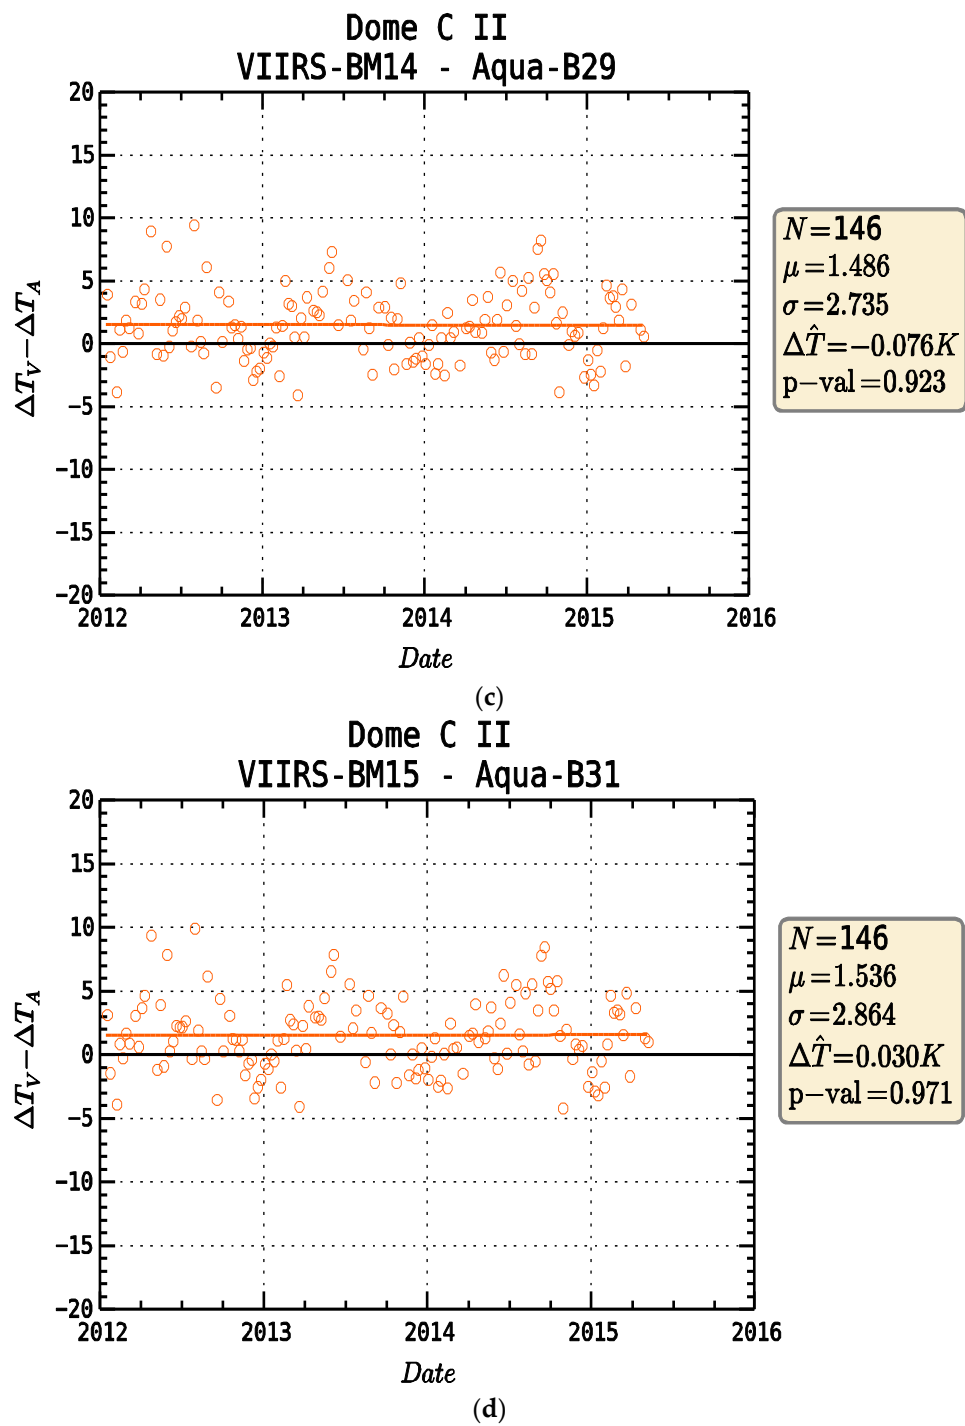 Dome C II
VIIRS-BM14 - Aqua-B29
20
15
10
5
0
−5
−10
−15
−20
ΔT_V−ΔT_A
2012 2013 2014 2015 2016
Date
N=146
μ=1.486
σ=2.735
ΔT̂=−0.076K
p−val=0.923
(c)
Dome C II
VIIRS-BM15 - Aqua-B31
20
15
10
5
0
−5
−10
−15
−20
ΔT_V−ΔT_A
2012 2013 2014 2015 2016
Date
N=146
μ=1.536
σ=2.864
ΔT̂=0.030K
p−val=0.971
(d)